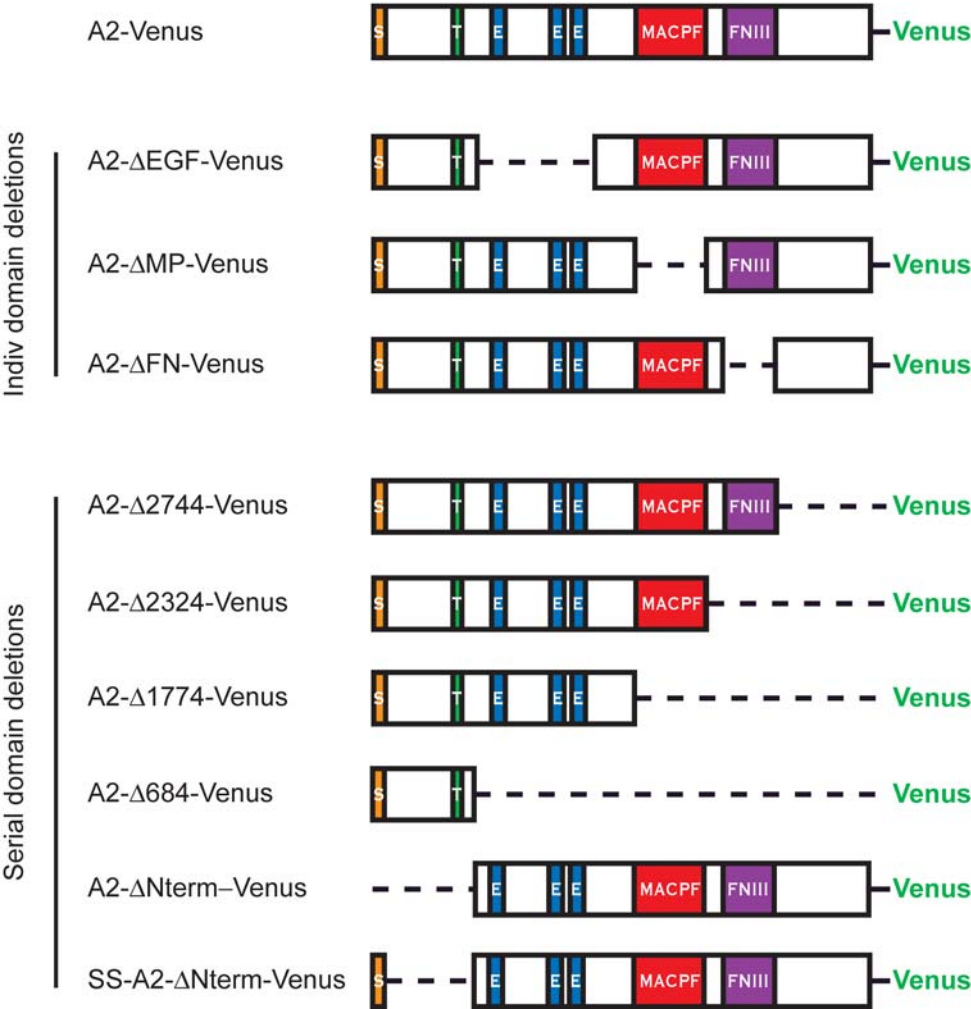 A2-Venus S T E E E MACPF FNIII Venus
Indiv domain deletions
A2-ΔEGF-Venus S T MACPF FNIII Venus
A2-ΔMP-Venus S T E E E FNIII Venus
A2-ΔFN-Venus S T E E E MACPF Venus
Serial domain deletions
A2-Δ2744-Venus S T E E E MACPF FNIII Venus
A2-Δ2324-Venus S T E E E MACPF Venus
A2-Δ1774-Venus S T E E E Venus
A2-Δ684-Venus S T Venus
A2-ΔNterm–Venus E E E MACPF FNIII Venus
SS-A2-ΔNterm-Venus S E E E MACPF FNIII Venus